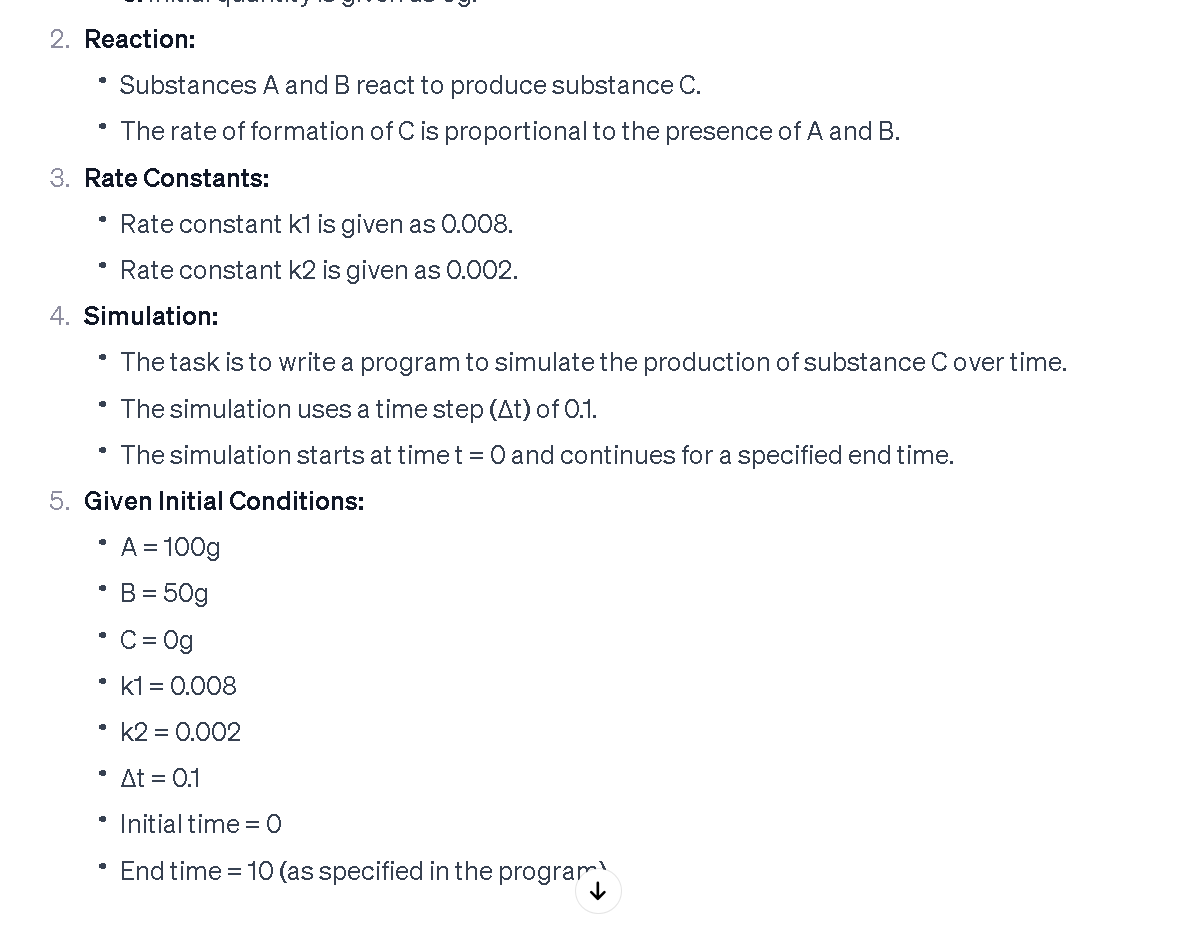 2. Reaction:
• Substances A and B react to produce substance C.
• The rate of formation of C is proportional to the presence of A and B.
3. Rate Constants:
• Rate constant k1 is given as 0.008.
• Rate constant k2 is given as 0.002.
4. Simulation:
• The task is to write a program to simulate the production of substance C over time.
• The simulation uses a time step (Δt) of 0.1.
• The simulation starts at time t = 0 and continues for a specified end time.
5. Given Initial Conditions:
• A = 100g
• B = 50g
• C = 0g
• k1 = 0.008
• k2 = 0.002
• Δt = 0.1
• Initial time = 0
• End time = 10 (as specified in the program)